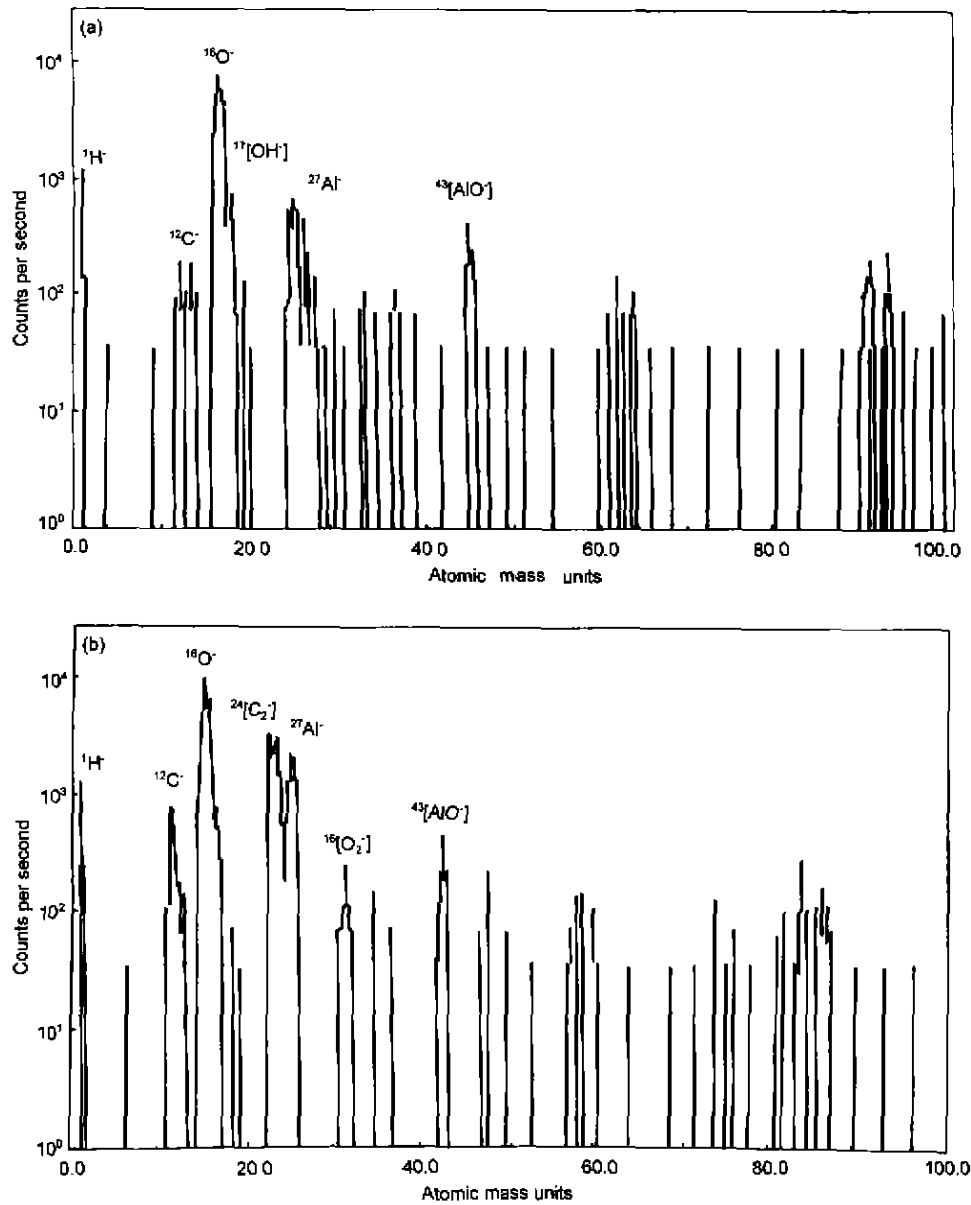 (a)
¹⁶O⁻
10⁴
¹⁷[OH⁻]
¹H⁻
²⁷Al⁻
⁴³[AlO⁻]
10³
¹²C⁻
Counts per second
10²
10¹
10⁰
0.0 20.0 40.0 60.0 80.0 100.0
Atomic mass units
(b)
¹⁶O⁻
10⁴
²⁴[C₂⁻]
²⁷Al⁻
¹H⁻
¹²C⁻
10³
¹⁶[O₂⁻]
⁴³[AlO⁻]
Counts per second
10²
10¹
10⁰
0.0 20.0 40.0 60.0 80.0 100.0
Atomic mass units